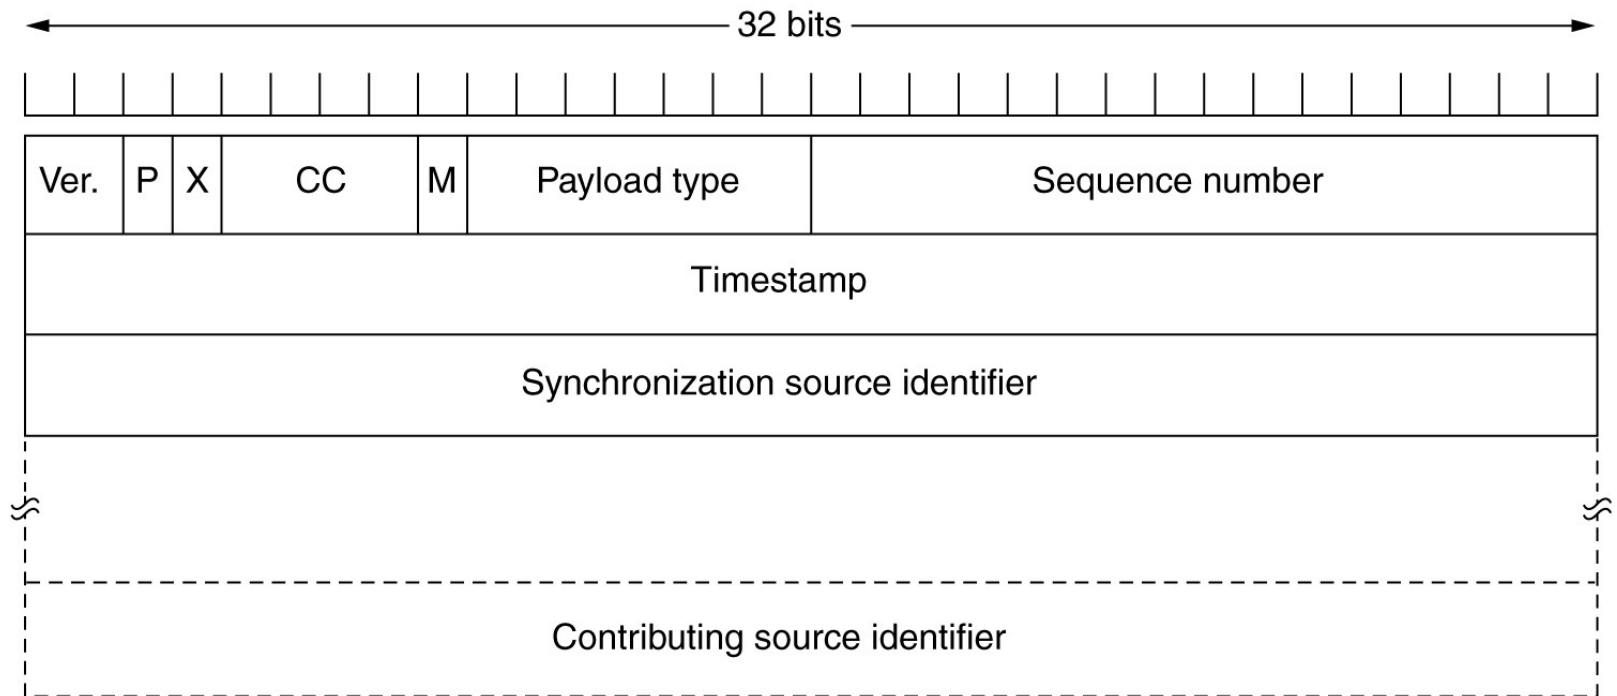 32 bits
Ver. P X CC M Payload type Sequence number
Timestamp
Synchronization source identifier
Contributing source identifier